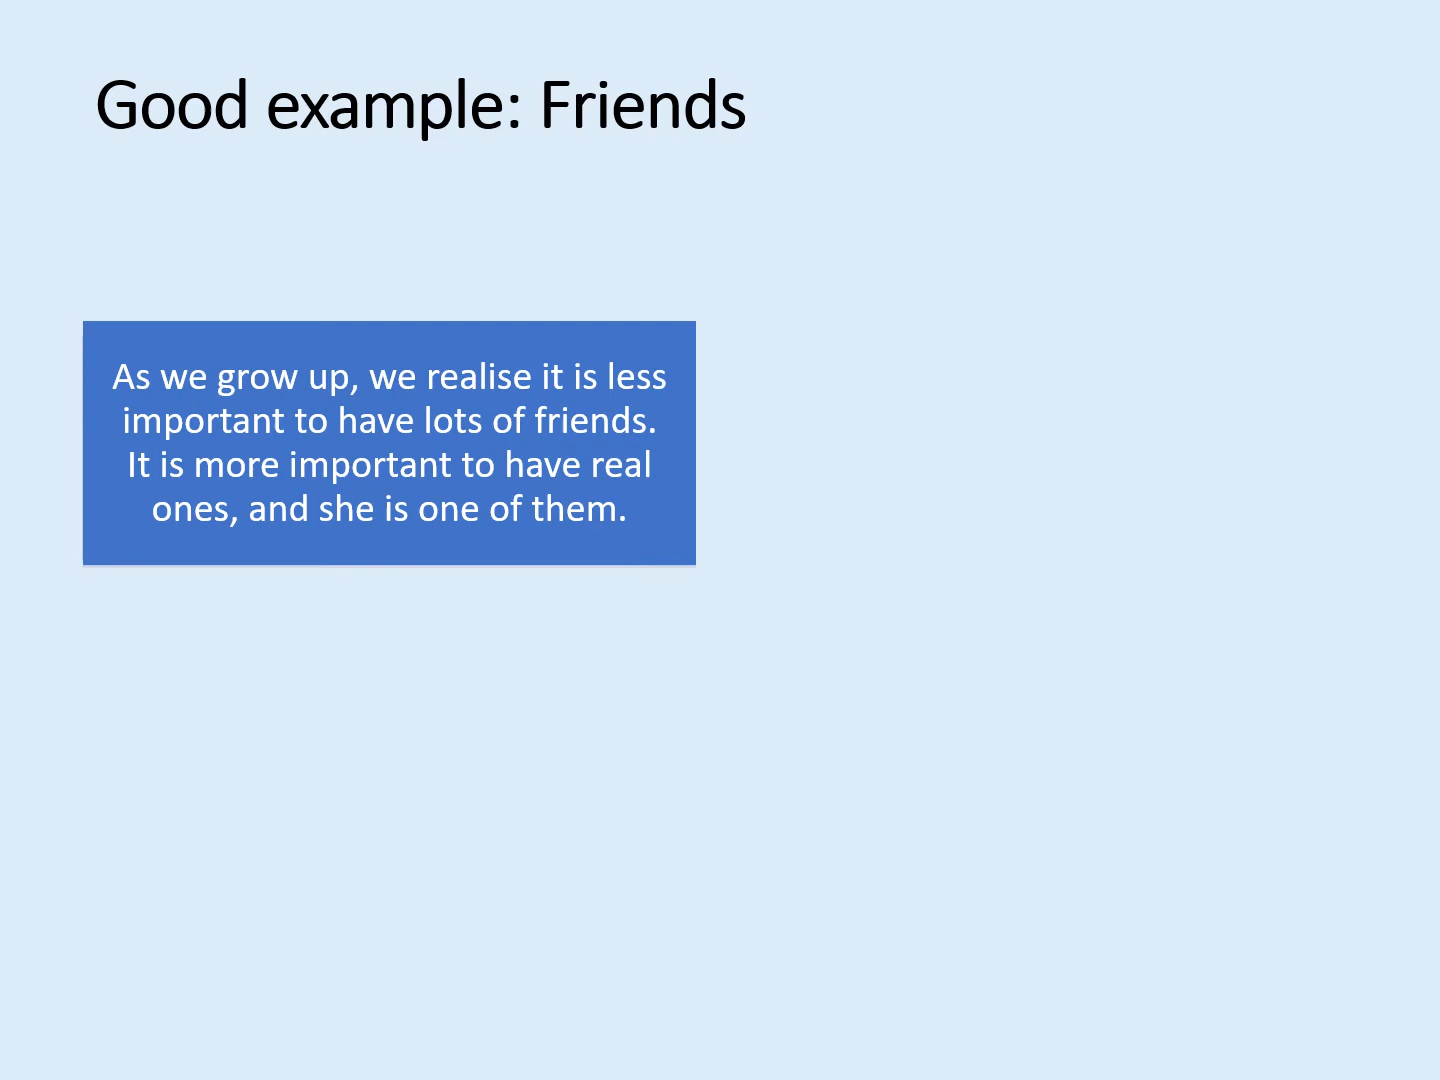 Good example: Friends
As we grow up, we realise it is less
important to have lots of friends.
It is more important to have real
ones, and she is one of them.